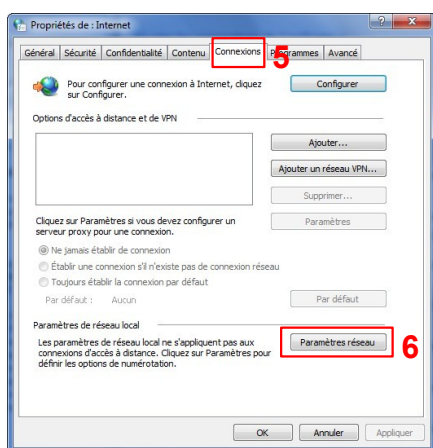 Propriétés de : Internet
Général Sécurité Confidentialité Contenu Connexions Programmes Avancé
5
Pour configurer une connexion à Internet, cliquez
sur Configurer.
Configurer
Options d'accès à distance et de VPN
Ajouter...
Ajouter un réseau VPN...
Supprimer...
Cliquez sur Paramètres si vous devez configurer un
serveur proxy pour une connexion.
Paramètres
Ne jamais établir de connexion
Établir une connexion s'il n'existe pas de connexion réseau
Toujours établir la connexion par défaut
Par défaut : Aucun
Par défaut
Paramètres de réseau local
Les paramètres de réseau local ne s'appliquent pas aux
connexions d'accès à distance. Cliquez sur Paramètres pour
définir les options de numérotation.
Paramètres réseau
6
OK Annuler Appliquer